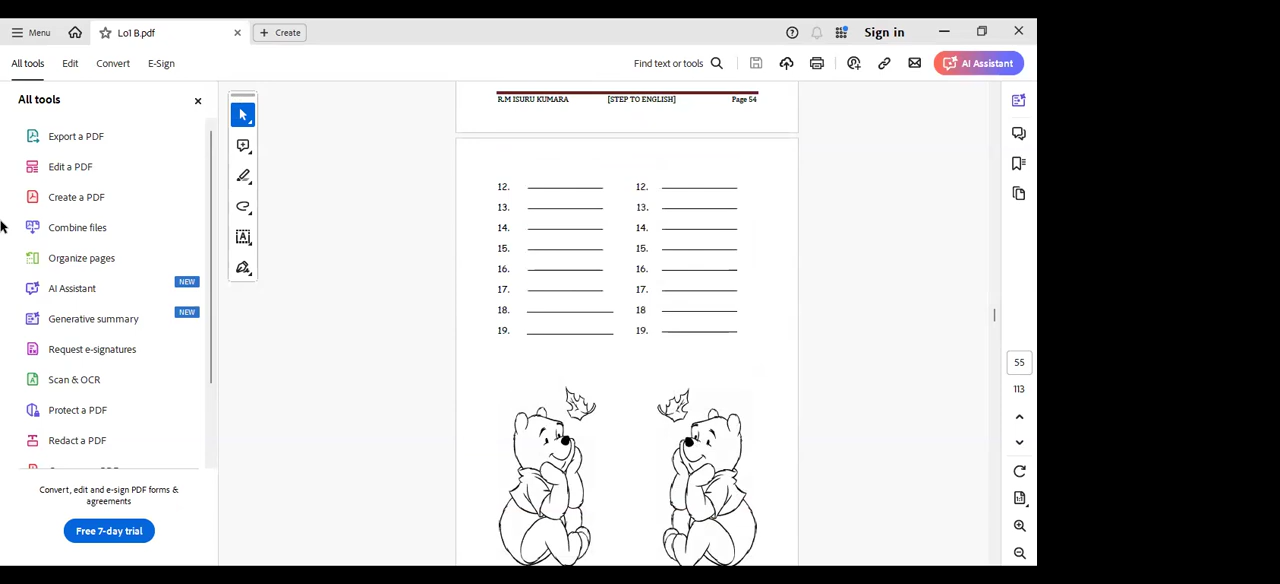 Menu
Lo1 B.pdf
Create
Sign in
All tools
Edit
Convert
E-Sign
Find text or tools
AI Assistant
All tools
Export a PDF
Edit a PDF
Create a PDF
Combine files
Organize pages
AI Assistant NEW
Generative summary NEW
Request e-signatures
Scan & OCR
Protect a PDF
Redact a PDF
Convert, edit and e-sign PDF forms &
agreements
Free 7-day trial
R.M ISURU KUMARA [STEP TO ENGLISH] Page 54
12. 12.
13. 13.
14. 14.
15. 15.
16. 16.
17. 17.
18. 18
19. 19.
55
113